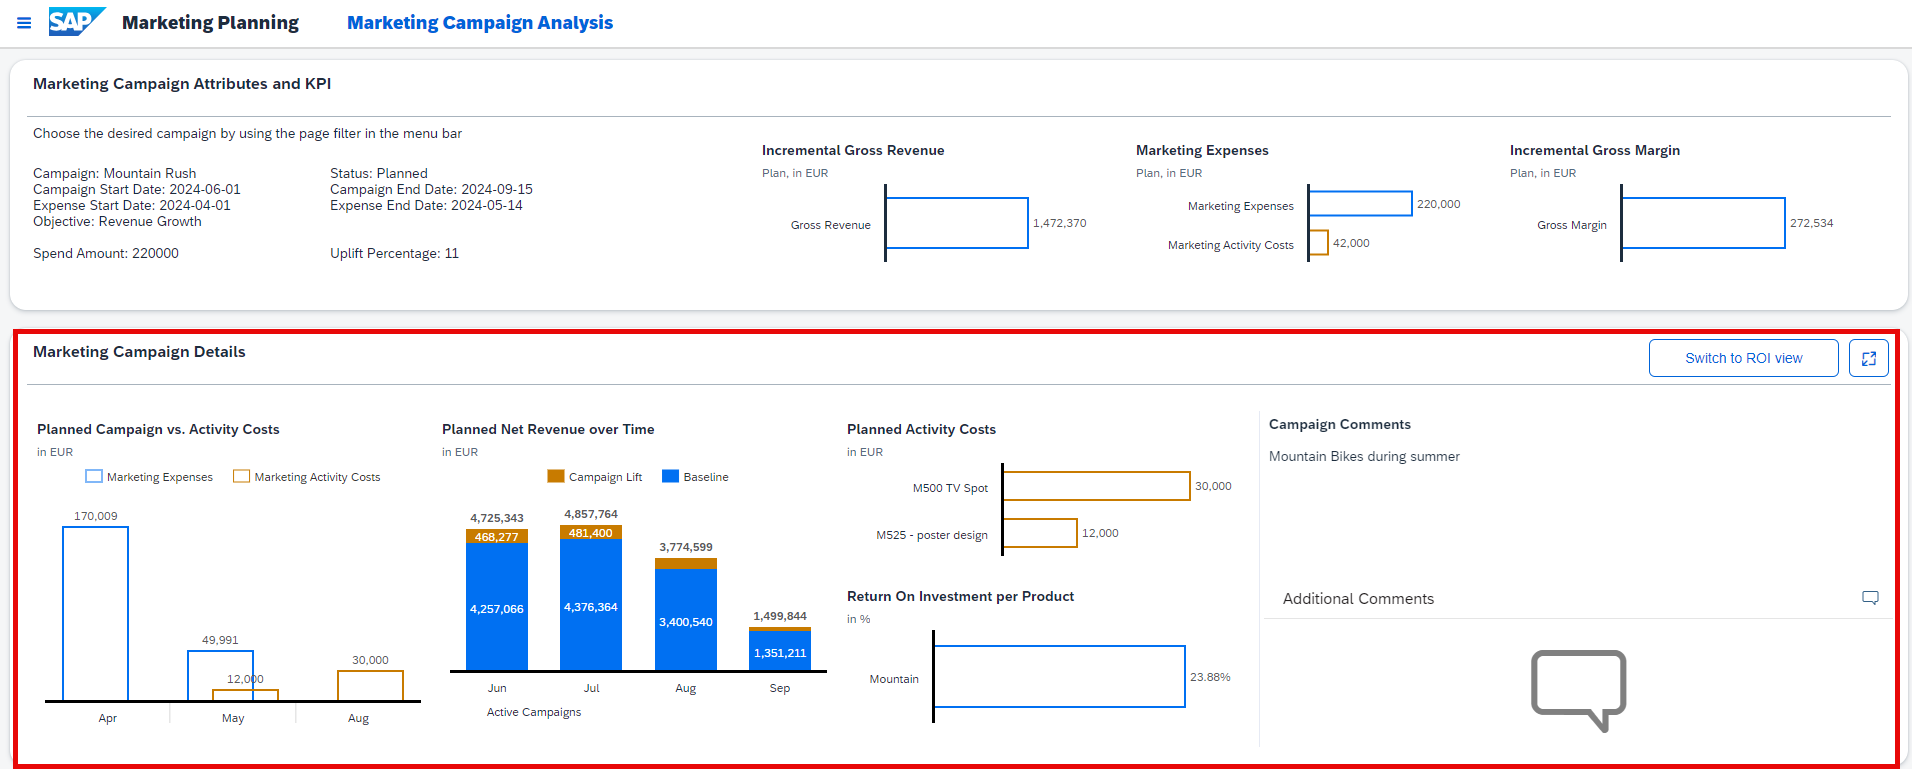 SAP Marketing Planning Marketing Campaign Analysis
Marketing Campaign Attributes and KPI
Choose the desired campaign by using the page filter in the menu bar
Campaign: Mountain Rush Status: Planned
Campaign Start Date: 2024-06-01 Campaign End Date: 2024-09-15
Expense Start Date: 2024-04-01 Expense End Date: 2024-05-14
Objective: Revenue Growth
Spend Amount: 220000 Uplift Percentage: 11
Incremental Gross Revenue
Plan, in EUR
Gross Revenue 1,472,370
Marketing Expenses
Plan, in EUR
Marketing Expenses 220,000
Marketing Activity Costs 42,000
Incremental Gross Margin
Plan, in EUR
Gross Margin 272,534
Marketing Campaign Details
Switch to ROI view
Planned Campaign vs. Activity Costs
in EUR
Marketing Expenses Marketing Activity Costs
170,009
49,991
12,000
30,000
Apr May Aug
Planned Net Revenue over Time
in EUR
Campaign Lift Baseline
4,725,343 4,857,764 3,774,599 1,499,844
468,277 481,400
4,257,066 4,376,364 3,400,540 1,351,211
Jun Jul Aug Sep
Active Campaigns
Planned Activity Costs
in EUR
M500 TV Spot 30,000
M525 - poster design 12,000
Return On Investment per Product
in %
Mountain 23.88%
Campaign Comments
Mountain Bikes during summer
Additional Comments